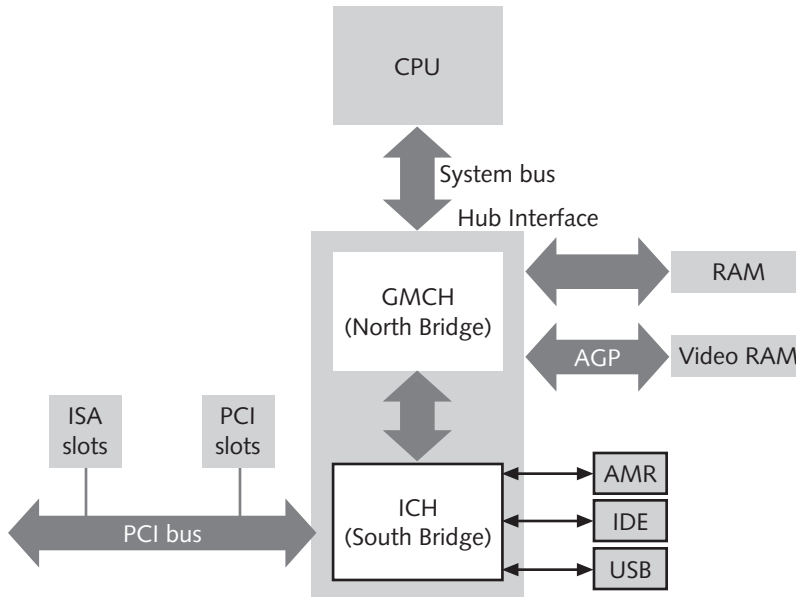 CPU
System bus
Hub Interface
GMCH
(North Bridge)
RAM
AGP
Video RAM
ISA
slots
PCI
slots
PCI bus
ICH
(South Bridge)
AMR
IDE
USB